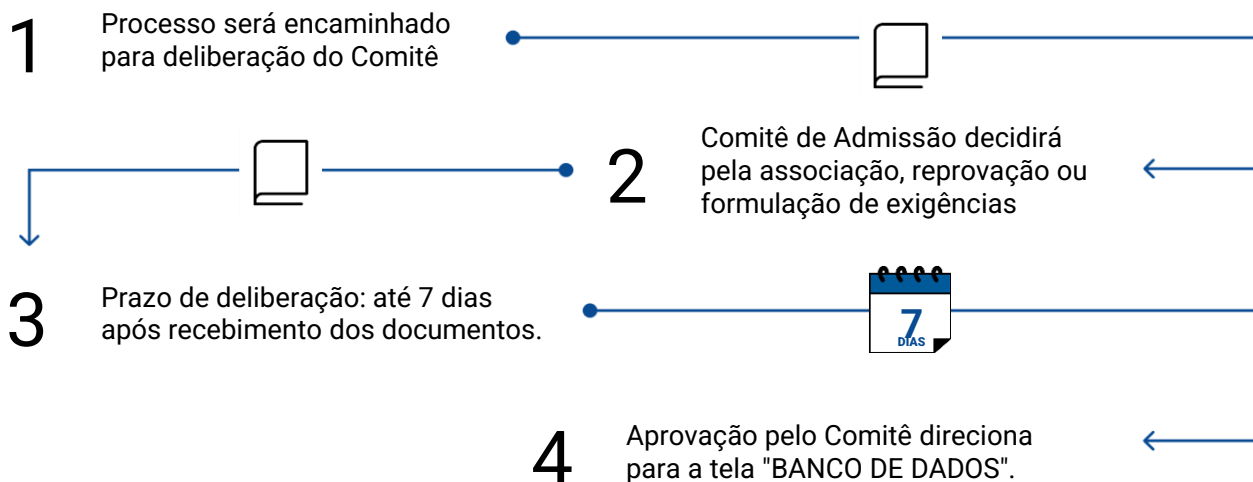 1
Processo será encaminhado
para deliberação do Comitê
2
Comitê de Admissão decidirá
pela associação, reprovação ou
formulação de exigências
3
Prazo de deliberação: até 7 dias
após recebimento dos documentos.
7
DIAS
4
Aprovação pelo Comitê direciona
para a tela "BANCO DE DADOS".